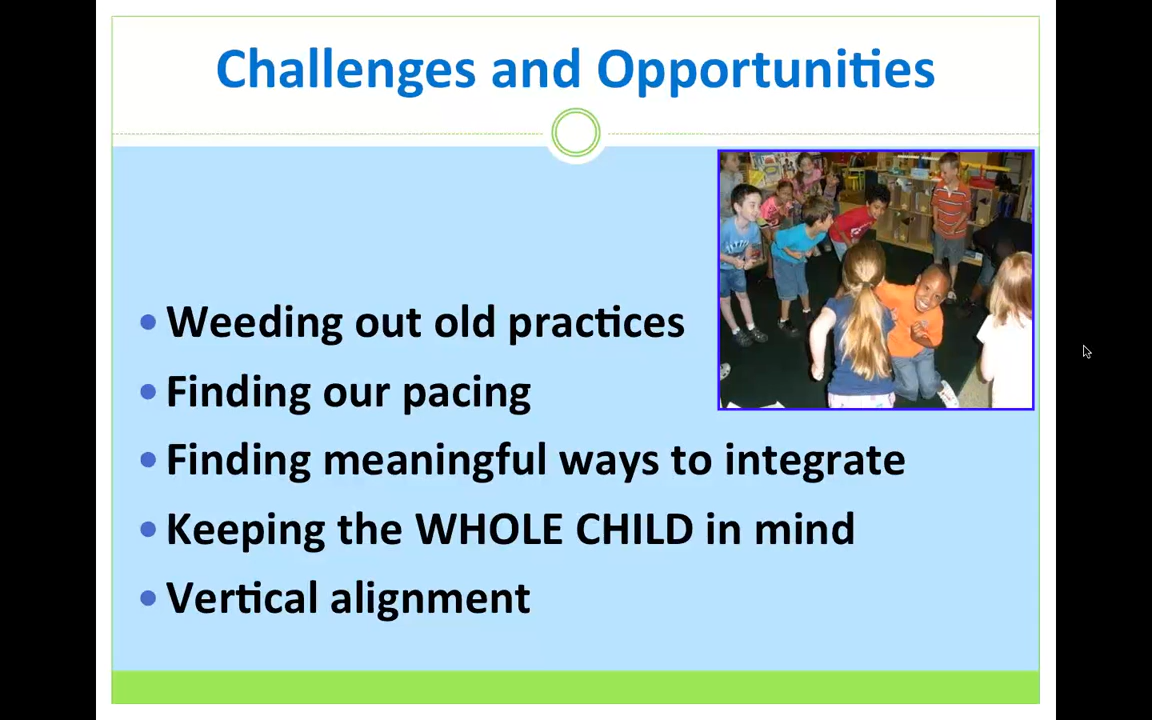 Challenges and Opportunities
• Weeding out old practices
• Finding our pacing
• Finding meaningful ways to integrate
• Keeping the WHOLE CHILD in mind
• Vertical alignment